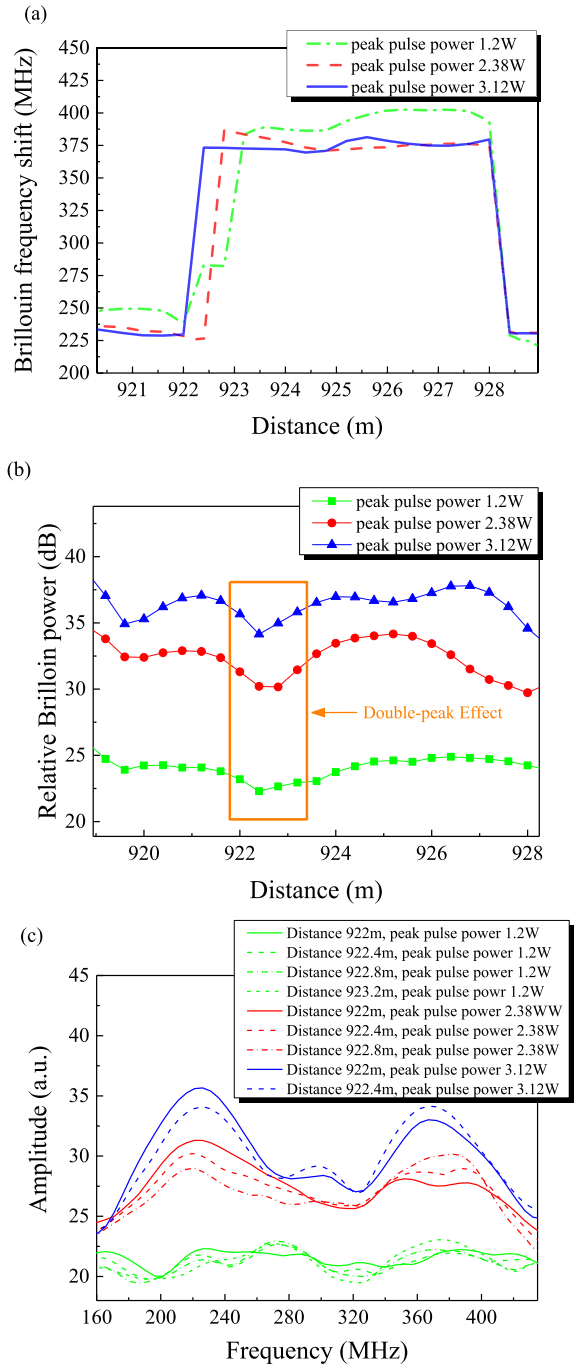 (a)
peak pulse power 1.2W
peak pulse power 2.38W
peak pulse power 3.12W
Brillouin frequency shift (MHz)
450
425
400
375
350
325
300
275
250
225
200
921 922 923 924 925 926 927 928
Distance (m)
(b)
peak pulse power 1.2W
peak pulse power 2.38W
peak pulse power 3.12W
Relative Brilloin power (dB)
40
35
30
25
20
Double-peak Effect
920 922 924 926 928
Distance (m)
(c)
Distance 922m, peak pulse power 1.2W
Distance 922.4m, peak pulse power 1.2W
Distance 922.8m, peak pulse power 1.2W
Distance 923.2m, peak pulse powr 1.2W
Distance 922m, peak pulse power 2.38WW
Distance 922.4m, peak pulse power 2.38W
Distance 922.8m, peak pulse power 2.38W
Distance 922m, peak pulse power 3.12W
Distance 922.4m, peak pulse power 3.12W
Amplitude (a.u.)
45
40
35
30
25
20
160 200 240 280 320 360 400
Frequency (MHz)